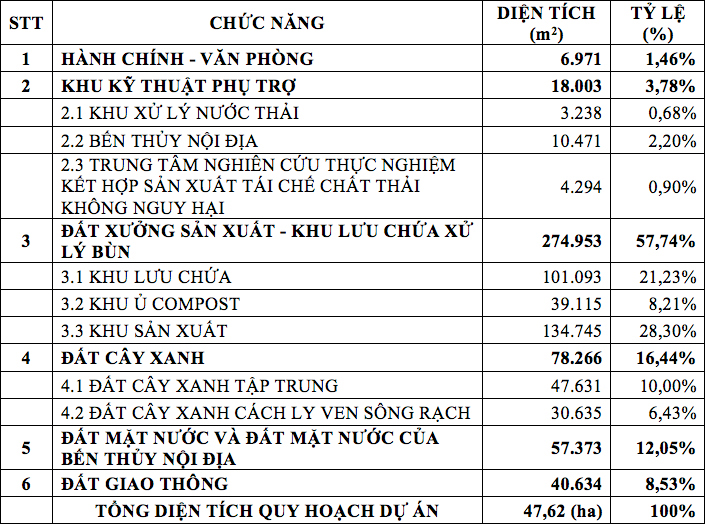 STT CHỨC NĂNG DIỆN TÍCH (m²) TỶ LỆ (%)
1 HÀNH CHÍNH - VĂN PHÒNG 6.971 1,46%
2 KHU KỸ THUẬT PHỤ TRỢ 18.003 3,78%
2.1 KHU XỬ LÝ NƯỚC THẢI 3.238 0,68%
2.2 BẾN THỦY NỘI ĐỊA 10.471 2,20%
2.3 TRUNG TÂM NGHIÊN CỨU THỰC NGHIỆM
KẾT HỢP SẢN XUẤT TÁI CHẾ CHẤT THẢI 4.294 0,90%
KHÔNG NGUY HẠI
3 ĐẤT XƯỞNG SẢN XUẤT - KHU LƯU CHỨA XỬ
LÝ BÙN 274.953 57,74%
3.1 KHU LƯU CHỨA 101.093 21,23%
3.2 KHU Ủ COMPOST 39.115 8,21%
3.3 KHU SẢN XUẤT 134.745 28,30%
4 ĐẤT CÂY XANH 78.266 16,44%
4.1 ĐẤT CÂY XANH TẬP TRUNG 47.631 10,00%
4.2 ĐẤT CÂY XANH CÁCH LY VEN SÔNG RẠCH 30.635 6,43%
5 ĐẤT MẶT NƯỚC VÀ ĐẤT MẶT NƯỚC CỦA
BẾN THỦY NỘI ĐỊA 57.373 12,05%
6 ĐẤT GIAO THÔNG 40.634 8,53%
TỔNG DIỆN TÍCH QUY HOẠCH DỰ ÁN 47,62 (ha) 100%